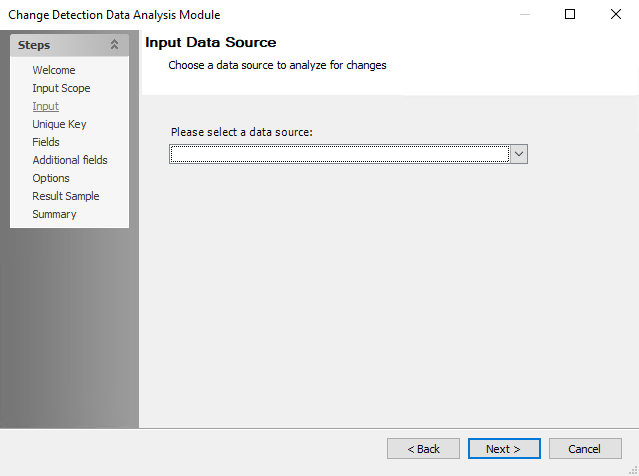 Change Detection Data Analysis Module
Steps
Welcome
Input Scope
Input
Unique Key
Fields
Additional fields
Options
Result Sample
Summary
Input Data Source
Choose a data source to analyze for changes
Please select a data source:
< Back
Next >
Cancel